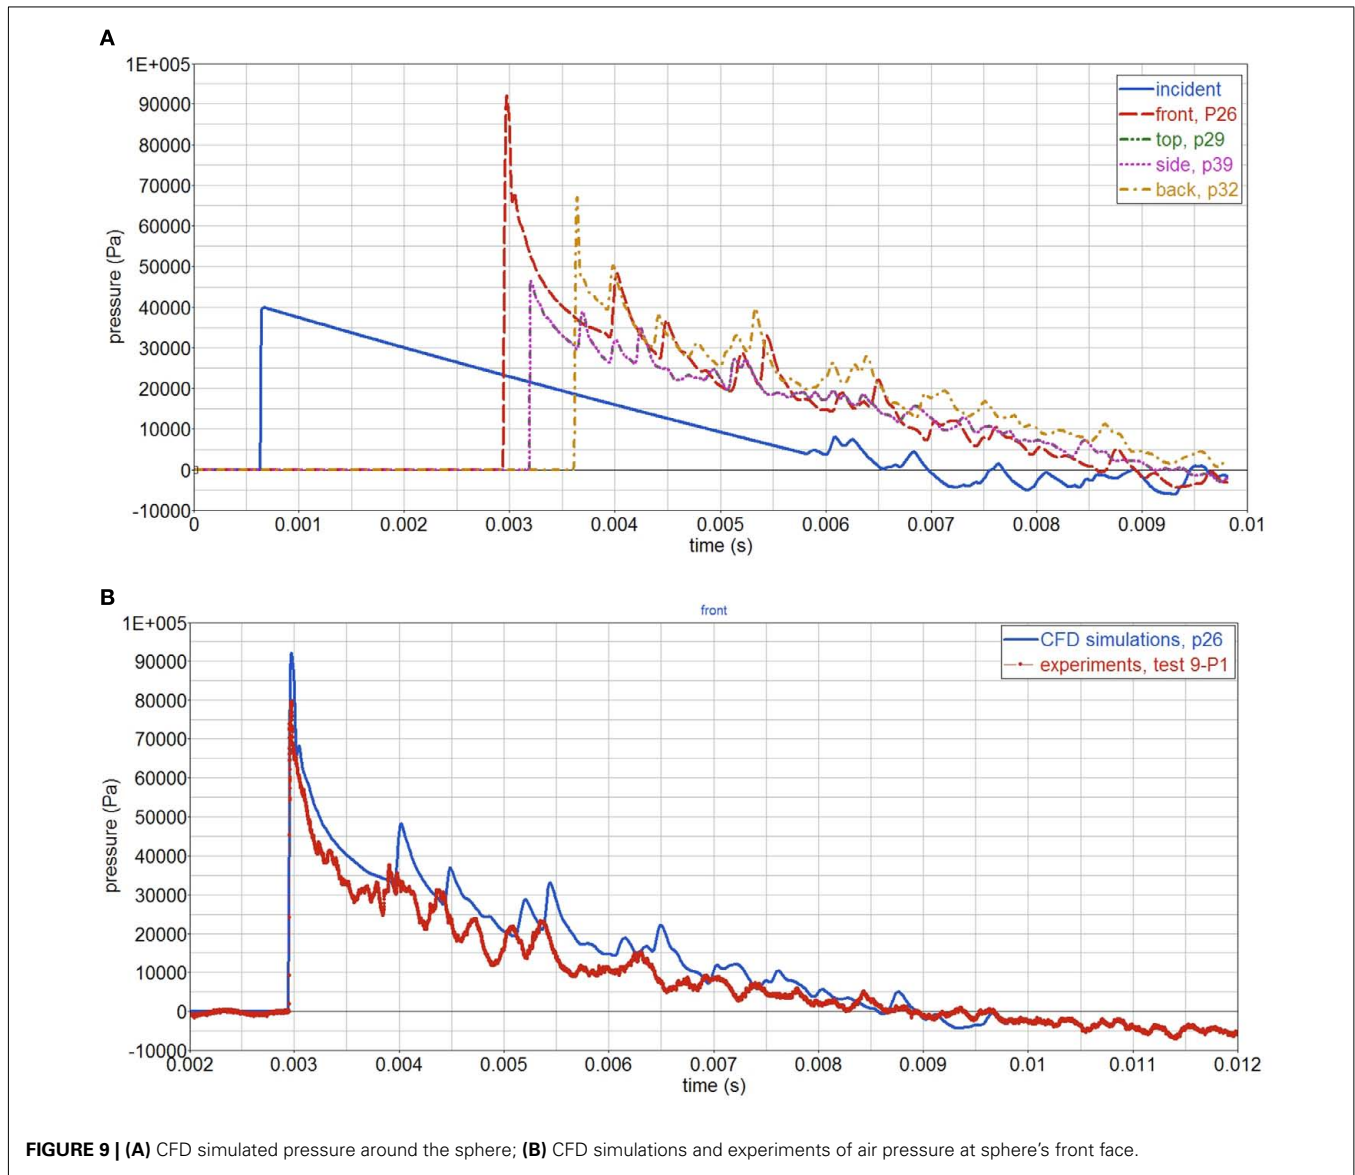 A
1E+005
90000
80000
70000
60000
50000
40000
30000
20000
10000
0
-10000
pressure (Pa)
incident
front, P26
top, p29
side, p39
back, p32
0 0.001 0.002 0.003 0.004 0.005 0.006 0.007 0.008 0.009 0.01
time (s)
B
front
1E+005
90000
80000
70000
60000
50000
40000
30000
20000
10000
0
-10000
pressure (Pa)
CFD simulations, p26
experiments, test 9-P1
0.002 0.003 0.004 0.005 0.006 0.007 0.008 0.009 0.01 0.011 0.012
time (s)
FIGURE 9 | (A) CFD simulated pressure around the sphere; (B) CFD simulations and experiments of air pressure at sphere's front face.